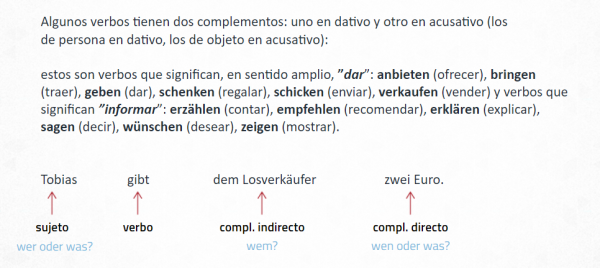 Algunos verbos tienen dos complementos: uno en dativo y otro en acusativo (los
de persona en dativo, los de objeto en acusativo):
estos son verbos que significan, en sentido amplio, ”dar”: anbieten (ofrecer), bringen
(traer), geben (dar), schenken (regalar), schicken (enviar), verkaufen (vender) y verbos que
significan ”informar”: erzählen (contar), empfehlen (recomendar), erklären (explicar),
sagen (decir), wünschen (desear), zeigen (mostrar).
Tobias gibt dem Losverkäufer zwei Euro.
sujeto verbo compl. indirecto compl. directo
wer oder was? wem? wen oder was?